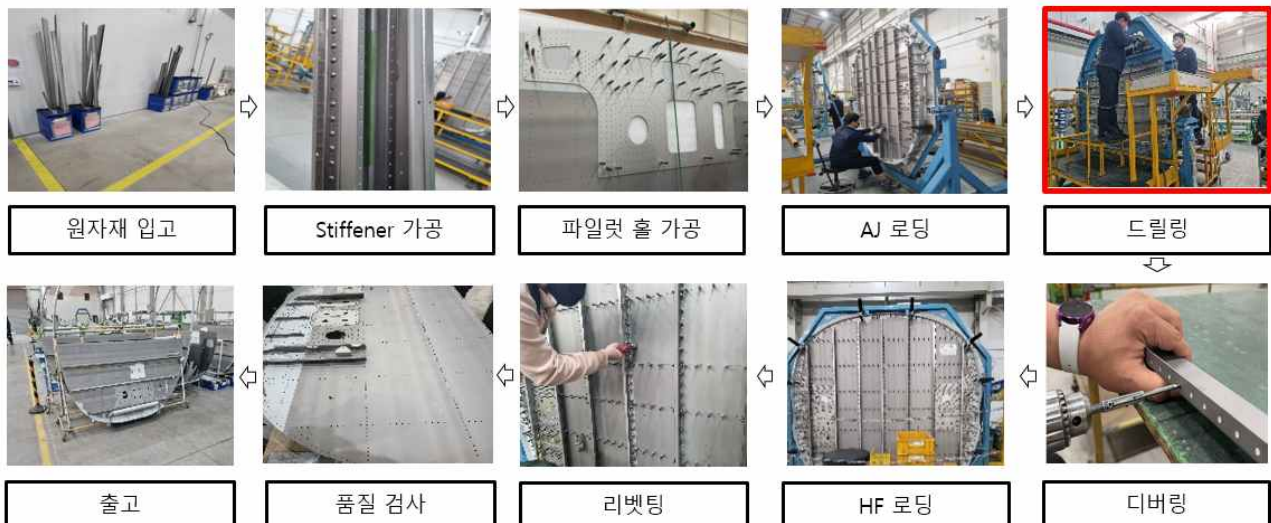 원자재 입고
Stiffener 가공
파일럿 홀 가공
AJ 로딩
드릴링
디버링
HF 로딩
리벳팅
품질 검사
출고